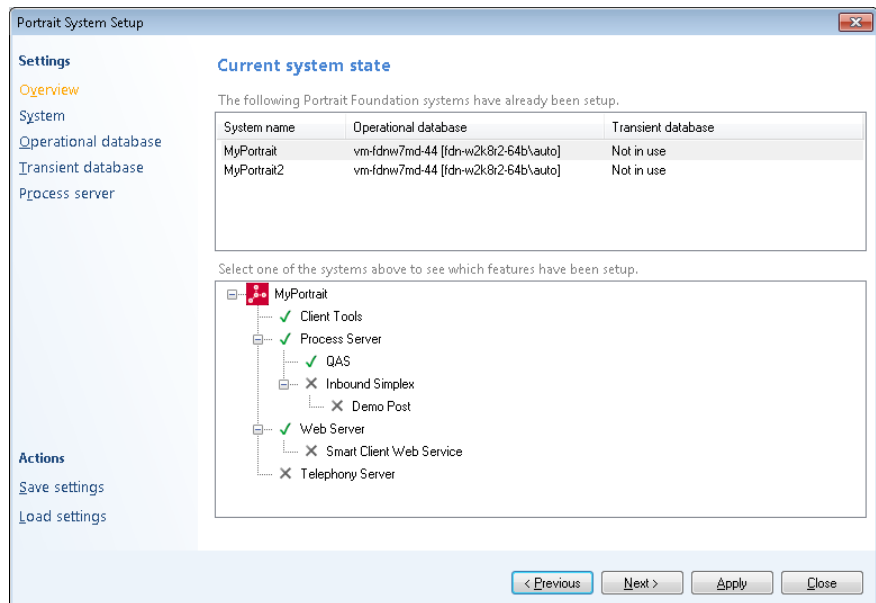 Portrait System Setup
Settings
Overview
System
Operational database
Transient database
Process server
Current system state
The following Portrait Foundation systems have already been setup.
System name Operational database Transient database
MyPortrait vm-fdnw7md-44 [fdn-w2k8r2-64b\auto] Not in use
MyPortrait2 vm-fdnw7md-44 [fdn-w2k8r2-64b\auto] Not in use
Select one of the systems above to see which features have been setup.
MyPortrait
Client Tools
Process Server
QAS
Inbound Simplex
Demo Post
Web Server
Smart Client Web Service
Telephony Server
Actions
Save settings
Load settings
< Previous Next > Apply Close